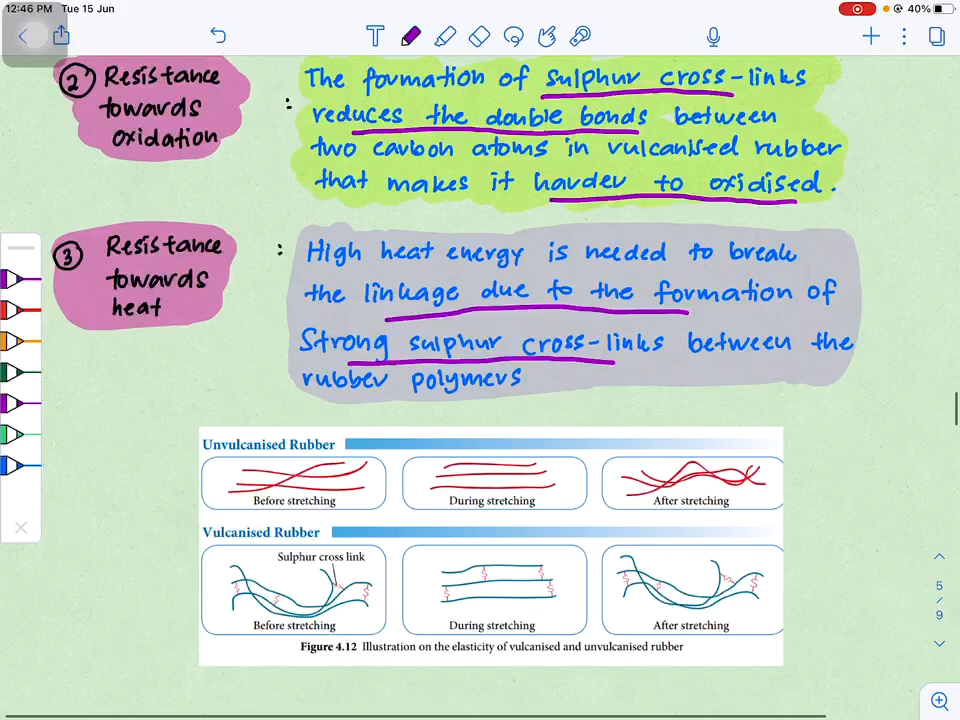 12:46 PM Tue 15 Jun
40%
2 Resistance
towards
oxidation
: The formation of sulphur cross-links
reduces the double bonds between
two carbon atoms in vulcanised rubber
that makes it harder to oxidised.
3 Resistance
towards
heat
: High heat energy is needed to break
the linkage due to the formation of
Strong sulphur cross-links between the
rubber polymers
Unvulcanised Rubber
Before stretching
During stretching
After stretching
Vulcanised Rubber
Sulphur cross link
Before stretching
During stretching
After stretching
Figure 4.12 Illustration on the elasticity of vulcanised and unvulcanised rubber
5
/
9